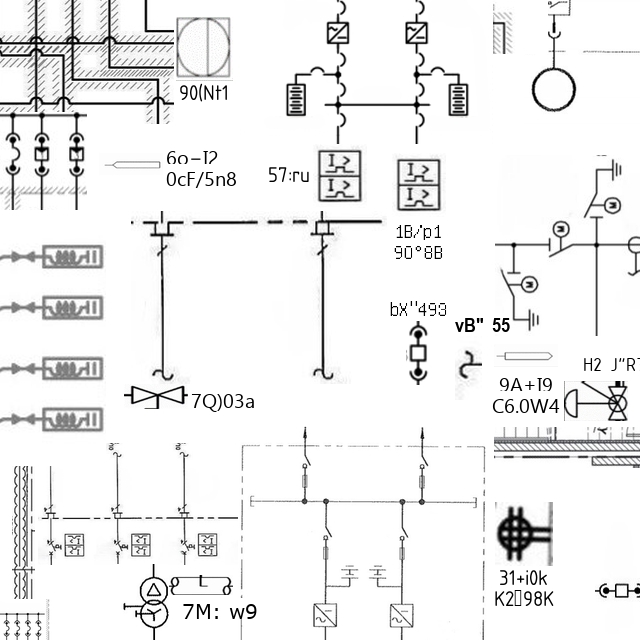 90(Nt1
6o-I2
0cF/5n8
57:ru
1B/'p1
90°8B
bX"493
vB" 55
H2 J"R
9A+I9
C6.0W4
7Q)03a
31+i0k
K2▯98K
7M: w9